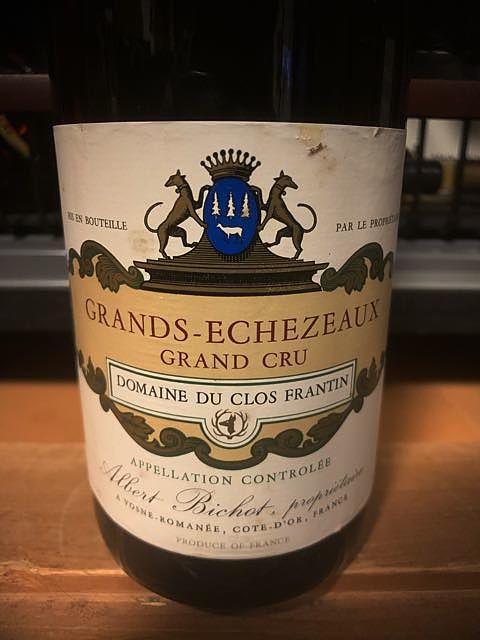 MIS EN BOUTEILLE
PAR LE PROPRIÉTAIRE
GRANDS-ECHEZEAUX
GRAND CRU
DOMAINE DU CLOS FRANTIN
APPELLATION CONTROLÉE
Albert Bichot, propriétaire
A VOSNE-ROMANÉE, COTE-D'OR, FRANCE
PRODUCE OF FRANCE